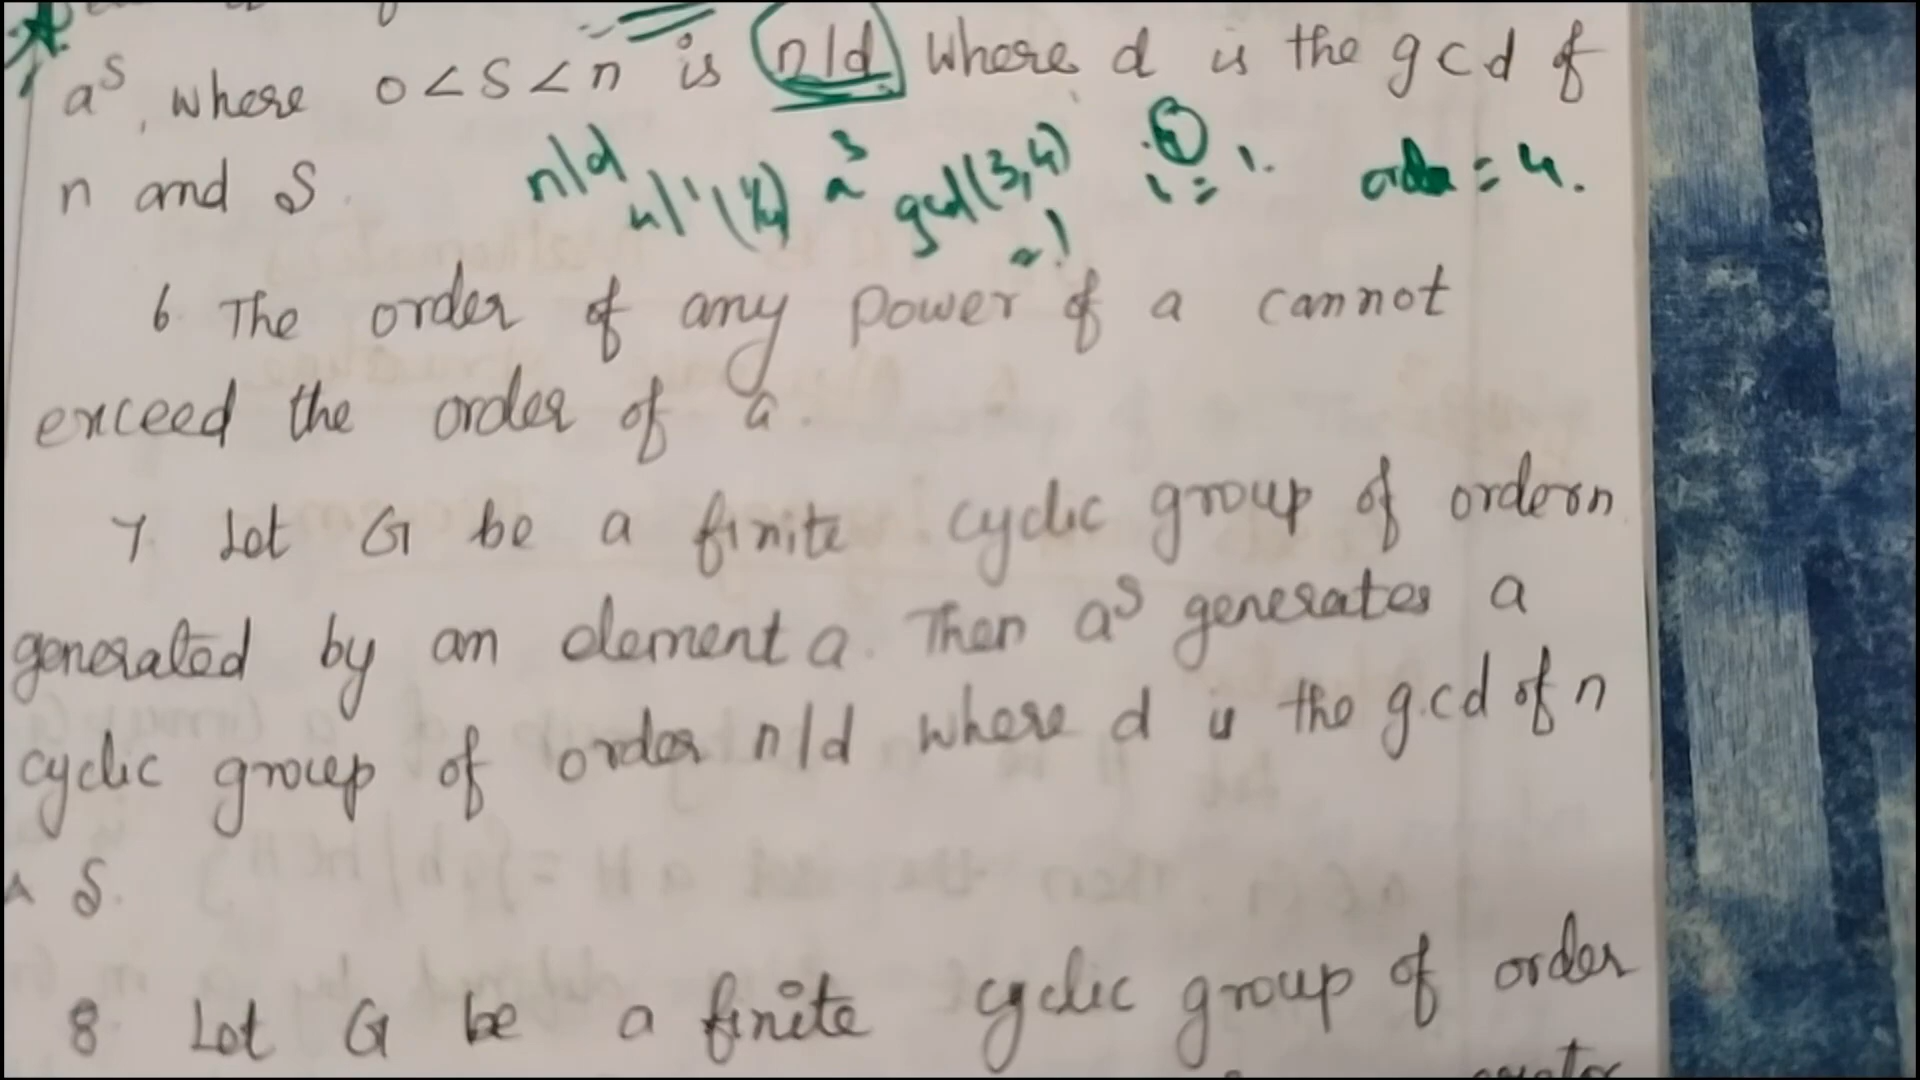 a^s, where 0<s<n is n/d where d is the gcd of
n and s.
n/d a^3 gcd(3,4) order = 4.
6. The order of any power of a cannot
exceed the order of a.
7. Let G be a finite cyclic group of order n
generated by an element a. Then a^s generates a
cyclic group of order n/d where d is the g.c.d of n
s.
8 Let G be a finite cyclic group of order